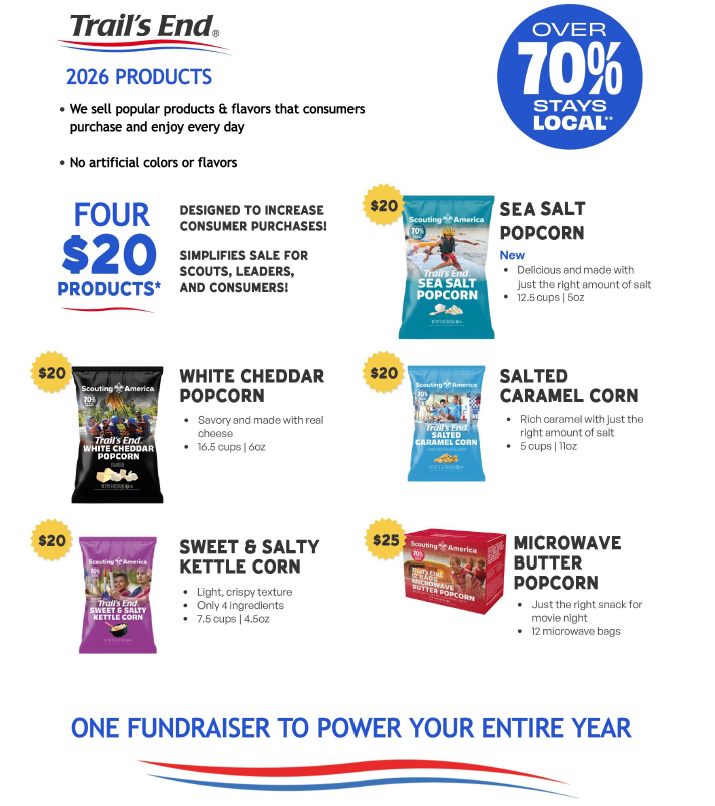 Trail's End®
2026 PRODUCTS
• We sell popular products & flavors that consumers
purchase and enjoy every day
• No artificial colors or flavors
OVER
70%
STAYS
LOCAL**
FOUR
$20
PRODUCTS*
DESIGNED TO INCREASE
CONSUMER PURCHASES!
SIMPLIFIES SALE FOR
SCOUTS, LEADERS,
AND CONSUMERS!
$20
Scouting America
70%
Trail's End
SEA SALT
POPCORN
SEA SALT
POPCORN
New
• Delicious and made with
just the right amount of salt
• 12.5 cups | 5oz
$20
Scouting America
70%
Trail's End
WHITE CHEDDAR
POPCORN
WHITE CHEDDAR
POPCORN
• Savory and made with real
cheese
• 16.5 cups | 6oz
$20
Scouting America
70%
Trail's End
SALTED
CARAMEL CORN
SALTED
CARAMEL CORN
• Rich caramel with just the
right amount of salt
• 5 cups | 11oz
$20
Scouting America
70%
Trail's End
SWEET & SALTY
KETTLE CORN
SWEET & SALTY
KETTLE CORN
• Light, crispy texture
• Only 4 ingredients
• 7.5 cups | 4.5oz
$25
Scouting America
70%
Trail's End
12 BAGS
MICROWAVE
BUTTER POPCORN
MICROWAVE
BUTTER
POPCORN
• Just the right snack for
movie night
• 12 microwave bags
ONE FUNDRAISER TO POWER YOUR ENTIRE YEAR